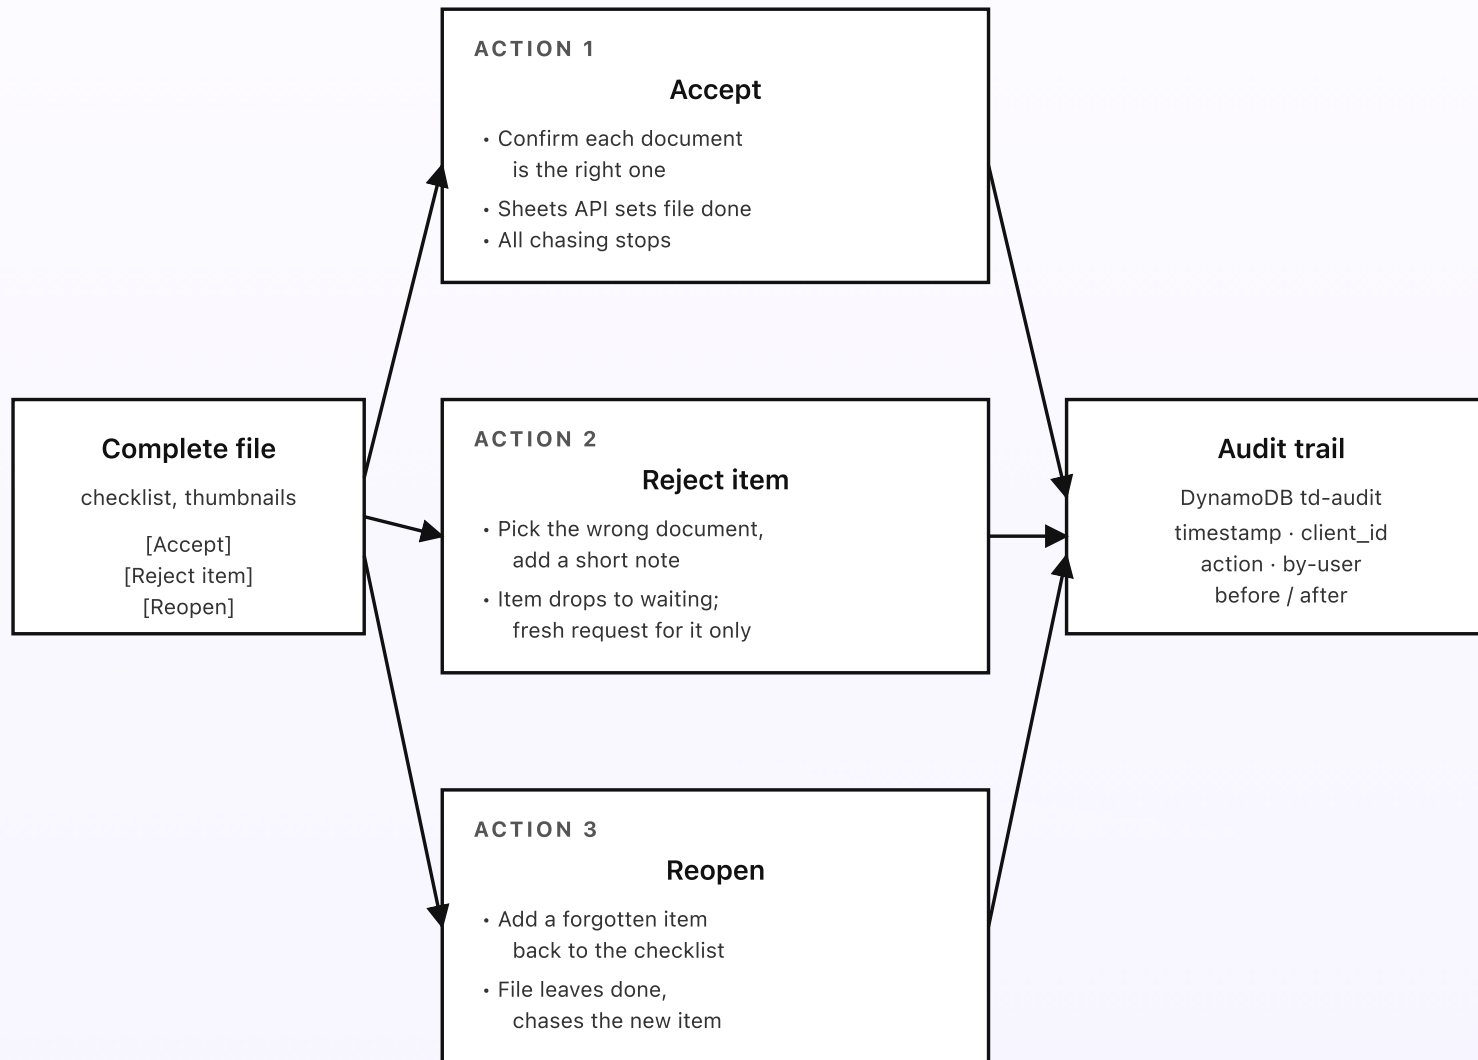 ACTION 1
Accept
• Confirm each document
is the right one
• Sheets API sets file done
• All chasing stops
Complete file
checklist, thumbnails
[Accept]
[Reject item]
[Reopen]
ACTION 2
Reject item
• Pick the wrong document,
add a short note
• Item drops to waiting;
fresh request for it only
Audit trail
DynamoDB td-audit
timestamp · client_id
action · by-user
before / after
ACTION 3
Reopen
• Add a forgotten item
back to the checklist
• File leaves done,
chases the new item